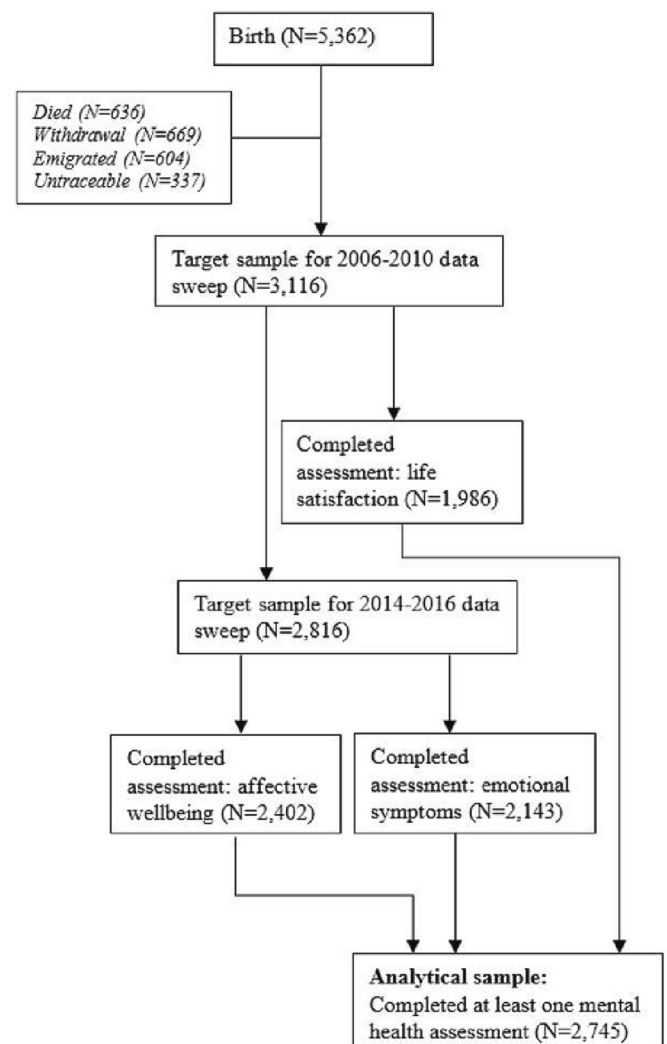 Birth (N=5,362)
Died (N=636)
Withdrawal (N=669)
Emigrated (N=604)
Untraceable (N=337)
Target sample for 2006-2010 data
sweep (N=3,116)
Completed
assessment: life
satisfaction (N=1,986)
Target sample for 2014-2016 data
sweep (N=2,816)
Completed
assessment: affective
wellbeing (N=2,402)
Completed
assessment: emotional
symptoms (N=2,143)
Analytical sample:
Completed at least one mental
health assessment (N=2,745)